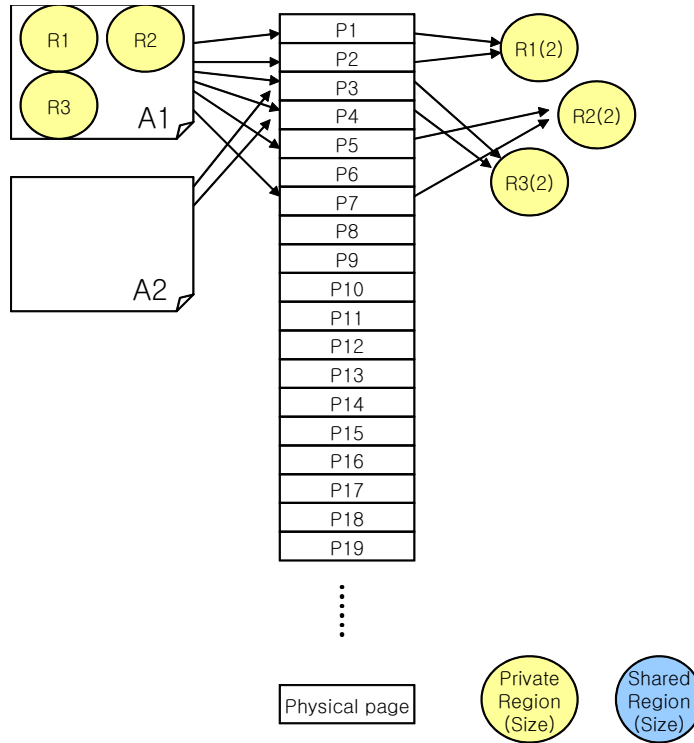 R1
R2
R3
A1
A2
P1
P2
P3
P4
P5
P6
P7
P8
P9
P10
P11
P12
P13
P14
P15
P16
P17
P18
P19
R1(2)
R2(2)
R3(2)
Physical page
Private
Region
(Size)
Shared
Region
(Size)